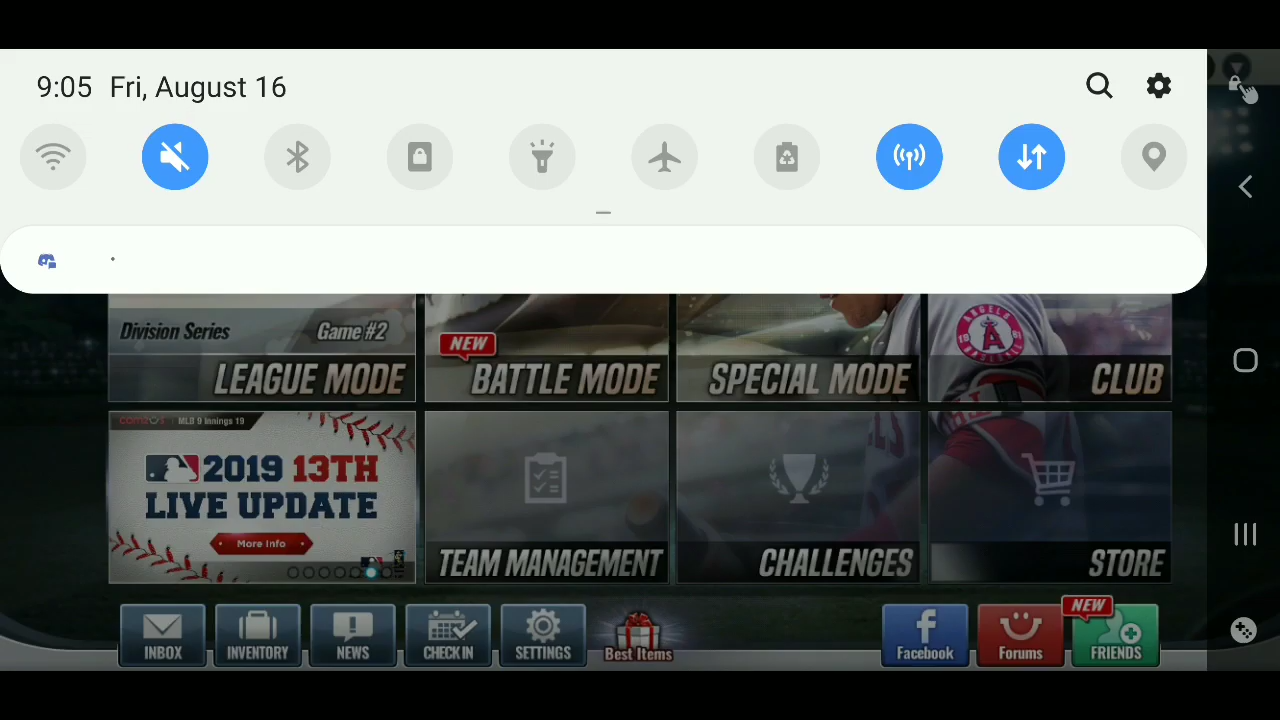 9:05 Fri, August 16
Division Series Game #2
LEAGUE MODE
NEW
BATTLE MODE
SPECIAL MODE
ANGELS
CLUB
MLB 9 Innings 19
2019 13TH
LIVE UPDATE
More Info
TEAM MANAGEMENT
CHALLENGES
STORE
INBOX
INVENTORY
NEWS
CHECK IN
SETTINGS
Best Items
Facebook
Forums
NEW
FRIENDS